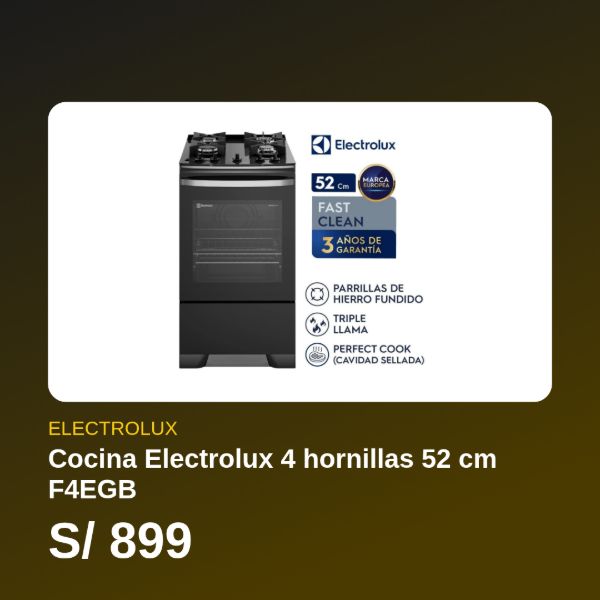 Electrolux
52 Cm
MARCA
EUROPEA
FAST
CLEAN
3 AÑOS DE
GARANTÍA
PARRILLAS DE
HIERRO FUNDIDO
TRIPLE
LLAMA
PERFECT COOK
(CAVIDAD SELLADA)
ELECTROLUX
Cocina Electrolux 4 hornillas 52 cm
F4EGB
S/ 899